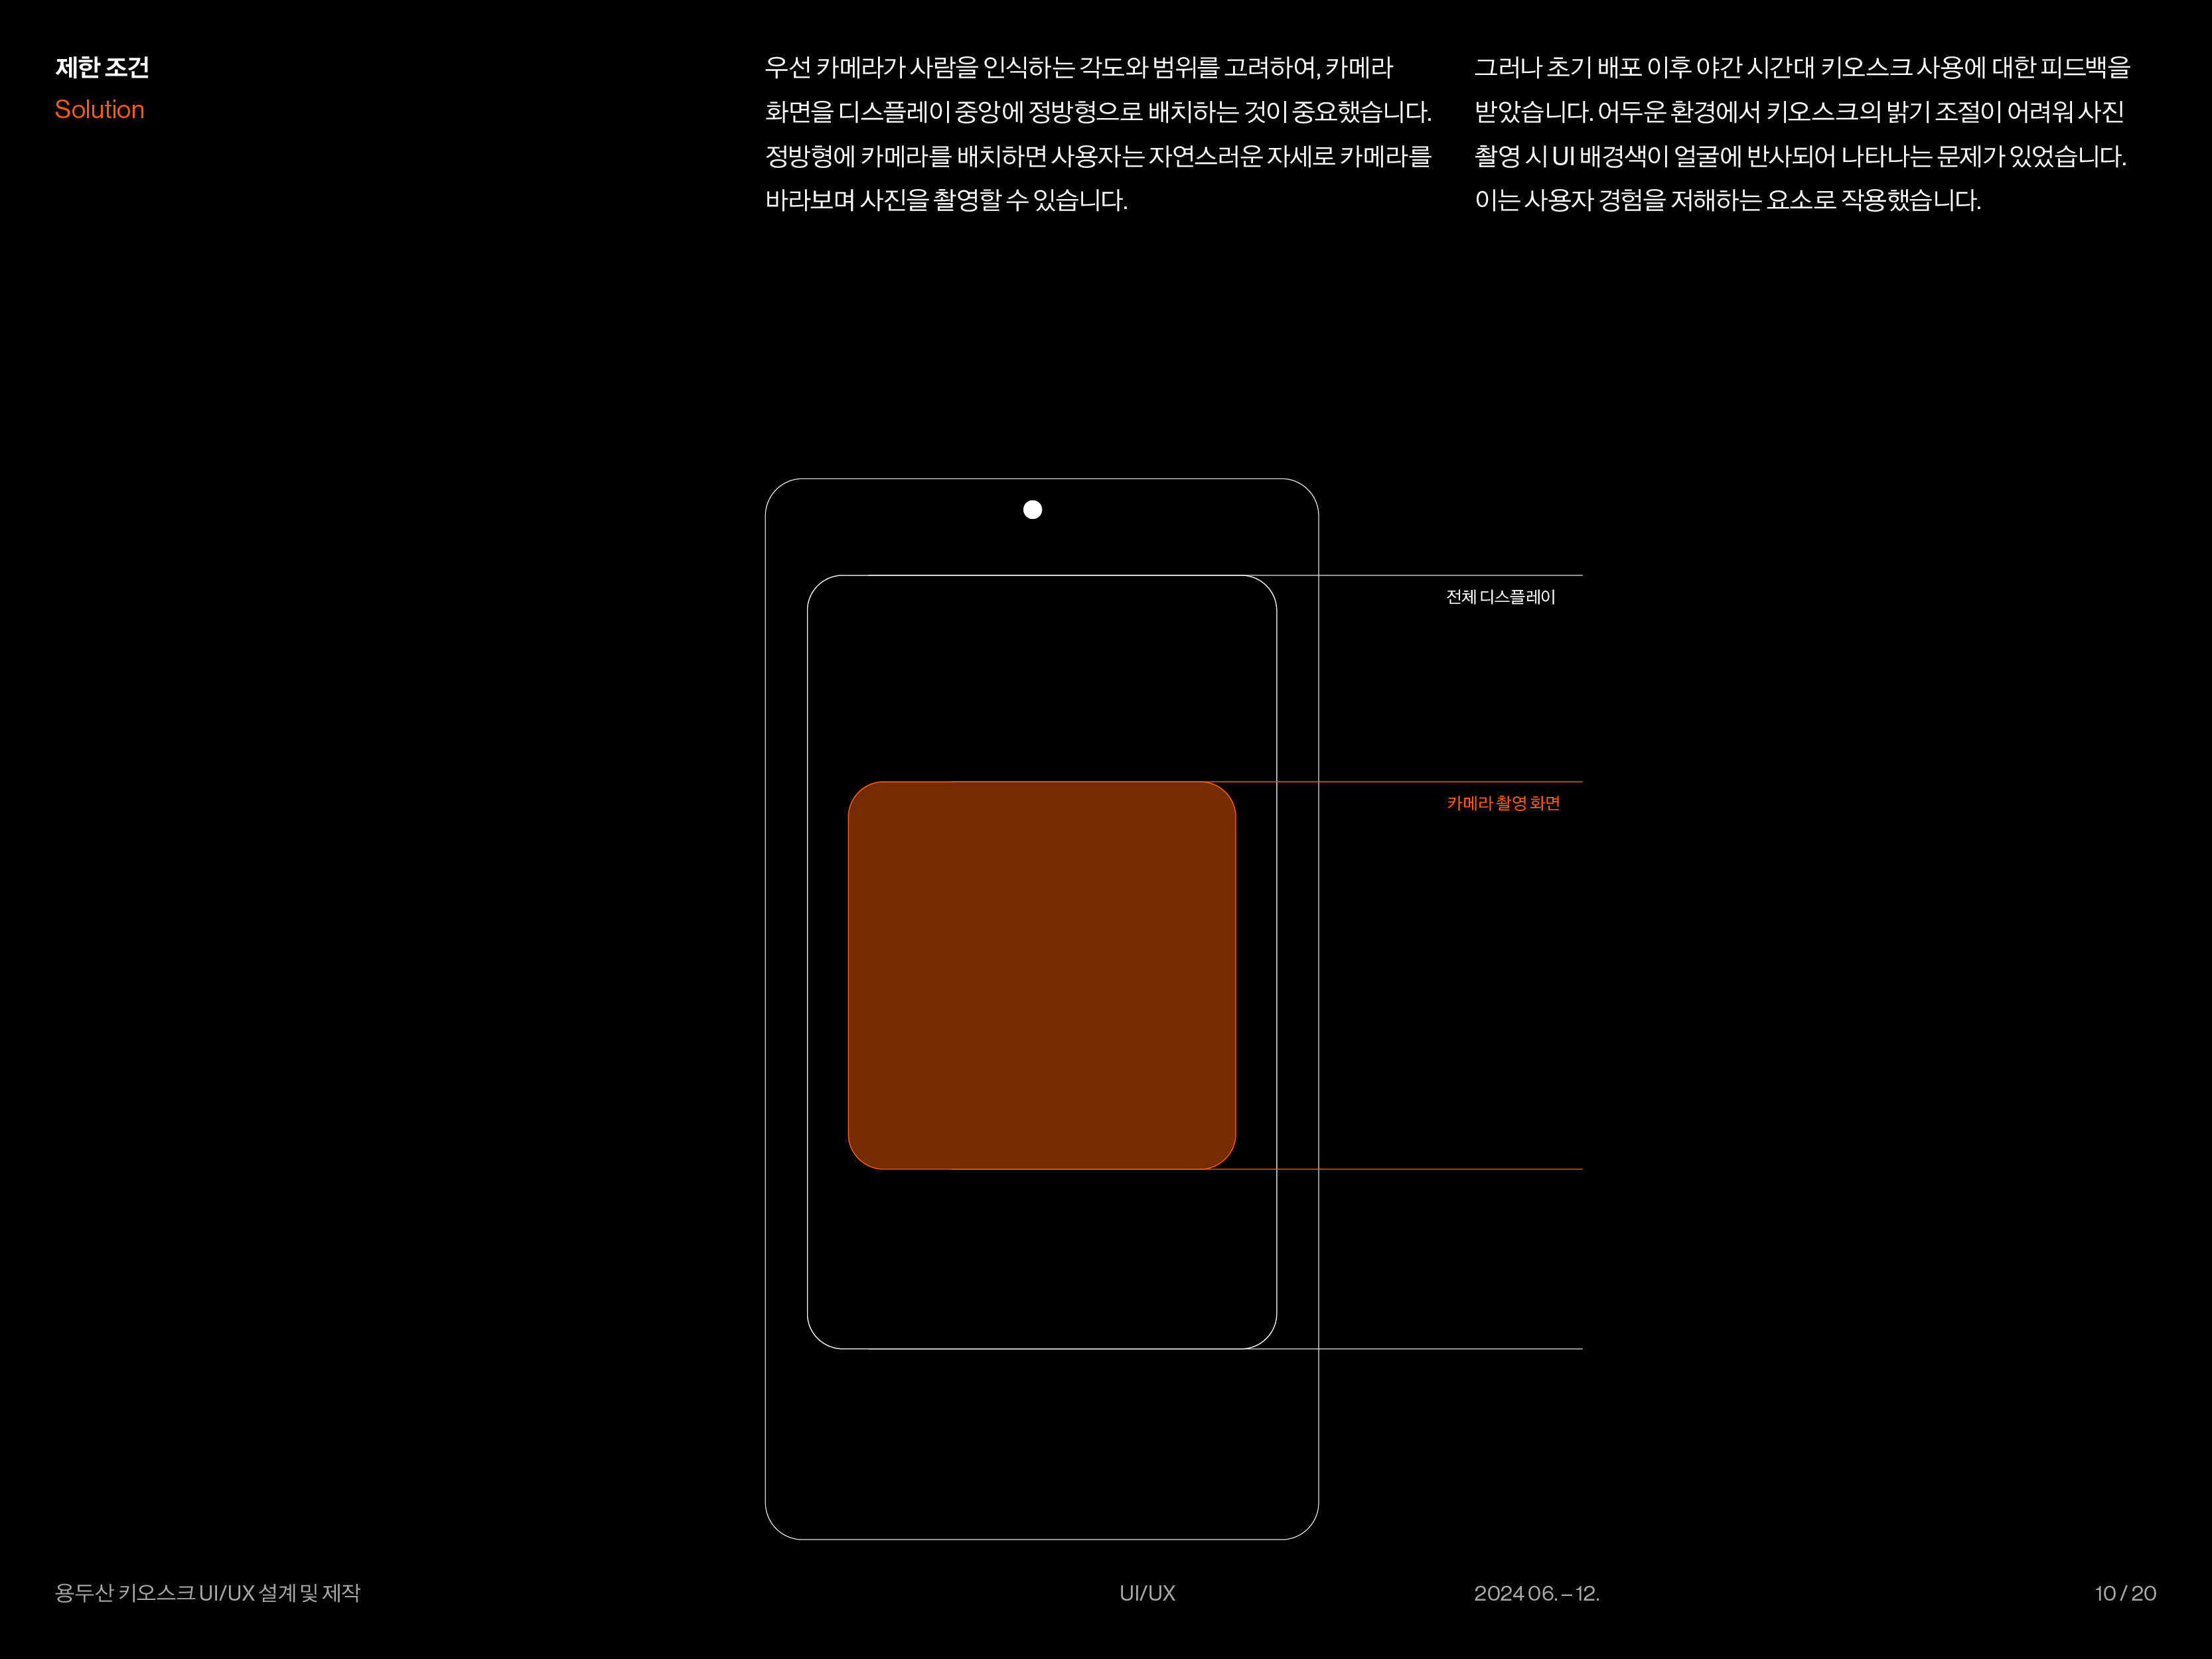 제한 조건
Solution
우선 카메라가 사람을 인식하는 각도와 범위를 고려하여, 카메라
화면을 디스플레이 중앙에 정방형으로 배치하는 것이 중요했습니다.
정방형에 카메라를 배치하면 사용자는 자연스러운 자세로 카메라를
바라보며 사진을 촬영할 수 있습니다.
그러나 초기 배포 이후 야간 시간대 키오스크 사용에 대한 피드백을
받았습니다. 어두운 환경에서 키오스크의 밝기 조절이 어려워 사진
촬영 시 UI 배경색이 얼굴에 반사되어 나타나는 문제가 있었습니다.
이는 사용자 경험을 저해하는 요소로 작용했습니다.
전체 디스플레이
카메라 촬영 화면
용두산 키오스크 UI/UX 설계 및 제작
UI/UX
2024 06. – 12.
10 / 20